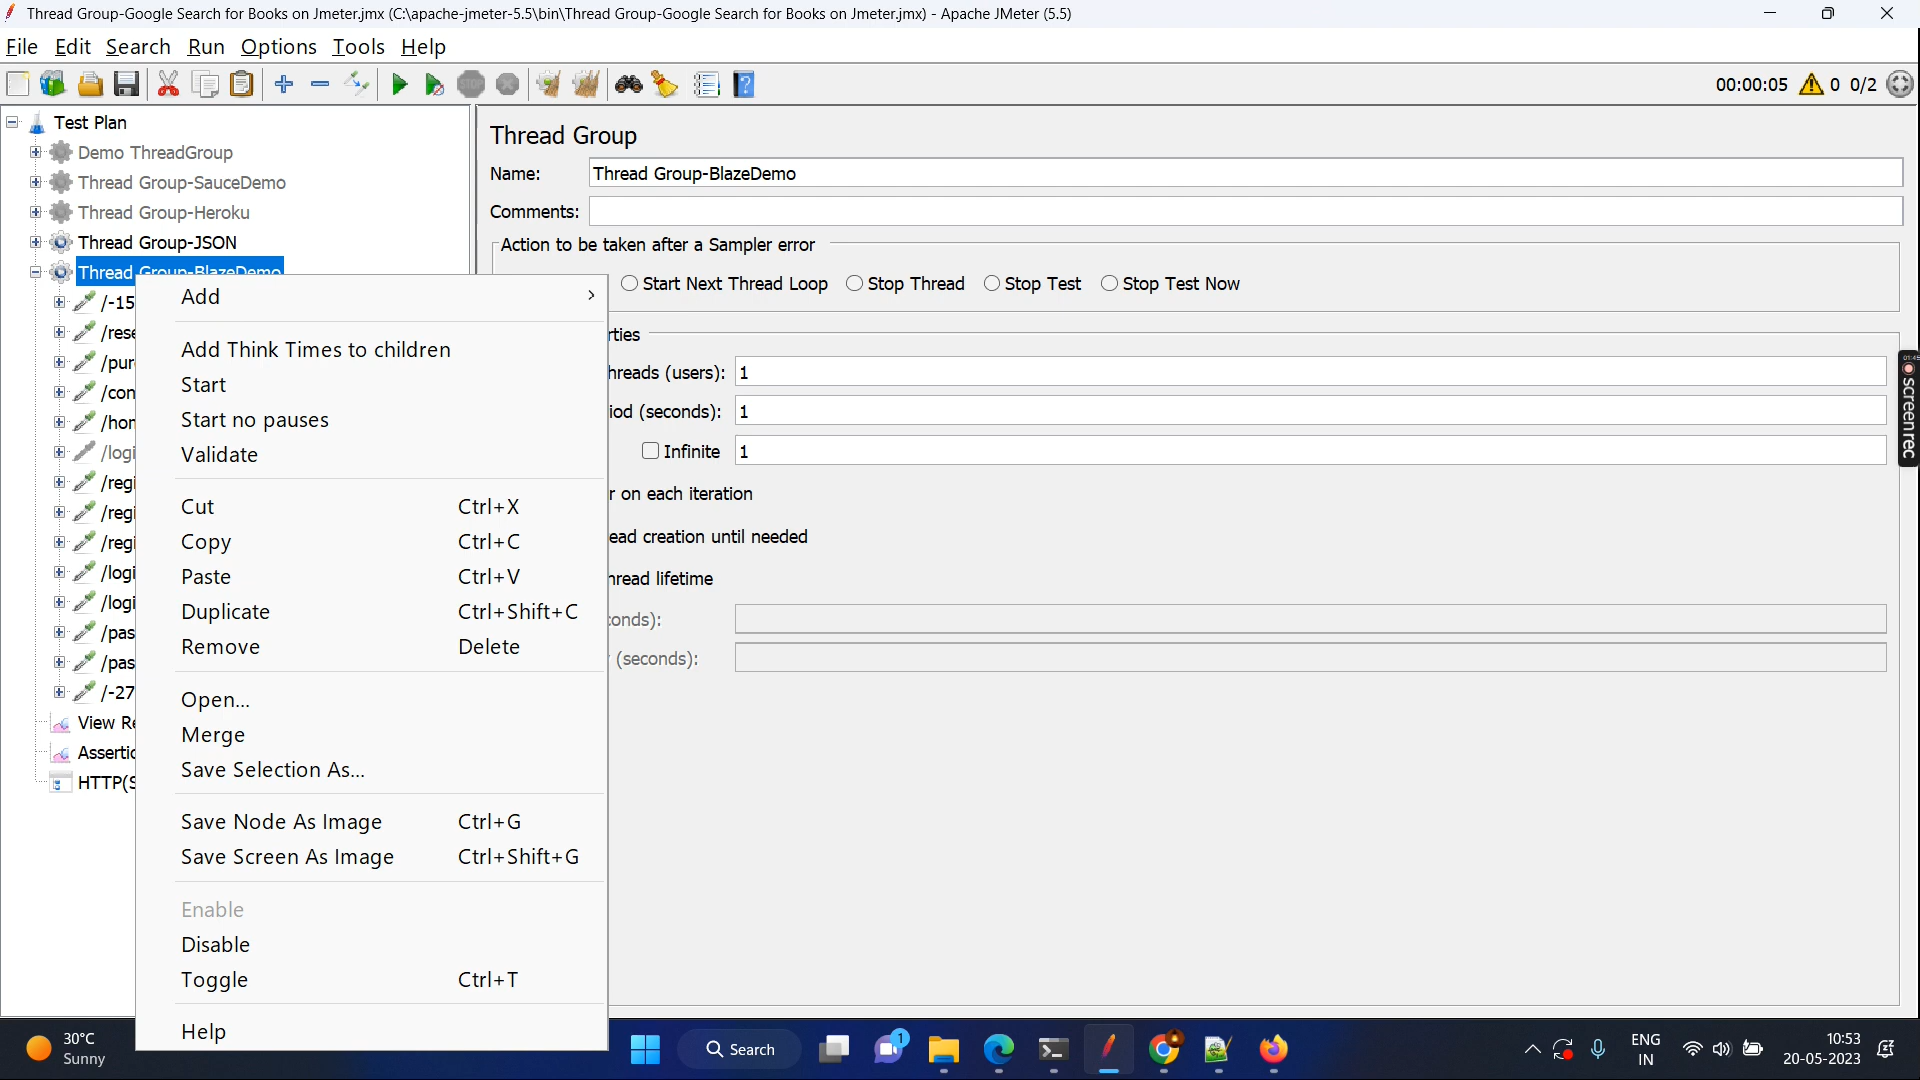 Thread Group-Google Search for Books on Jmeter.jmx (C:\apache-jmeter-5.5\bin\Thread Group-Google Search for Books on Jmeter.jmx) - Apache JMeter (5.5)
File Edit Search Run Options Tools Help
STOP
00:00:05 0 0/2
Test Plan
Demo ThreadGroup
Thread Group-SauceDemo
Thread Group-Heroku
Thread Group-JSON
Thread Group-BlazeDemo
/-15
/rese
/pur
/con
/hom
/logi
/regi
/regi
/regi
/logi
/logi
/pas
/pas
/-27
View Re
Assertio
HTTP(S
Add
Add Think Times to children
Start
Start no pauses
Validate
Cut Ctrl+X
Copy Ctrl+C
Paste Ctrl+V
Duplicate Ctrl+Shift+C
Remove Delete
Open...
Merge
Save Selection As...
Save Node As Image Ctrl+G
Save Screen As Image Ctrl+Shift+G
Enable
Disable
Toggle Ctrl+T
Help
Thread Group
Name: Thread Group-BlazeDemo
Comments:
Action to be taken after a Sampler error
Start Next Thread Loop Stop Thread Stop Test Stop Test Now
rties
hreads (users): 1
iod (seconds): 1
Infinite 1
r on each iteration
ead creation until needed
hread lifetime
onds):
(seconds):
screenrec
30°C
Sunny
Search
1
ENG
IN
10:53
20-05-2023